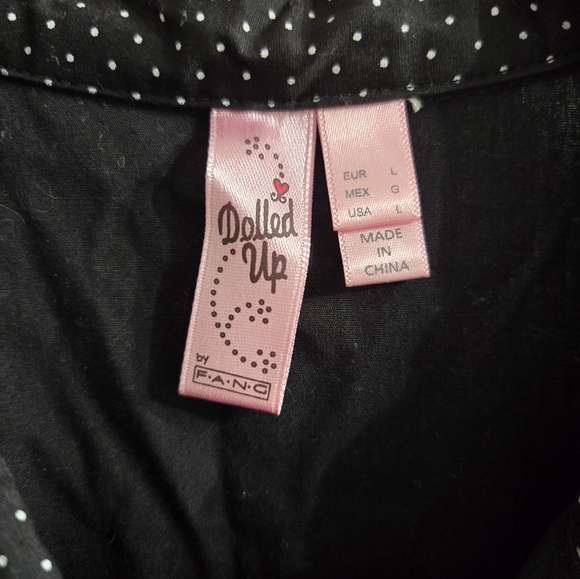 Dolled
Up
by
F·A·N·G
EUR L
MEX G
USA L
MADE
IN
CHINA